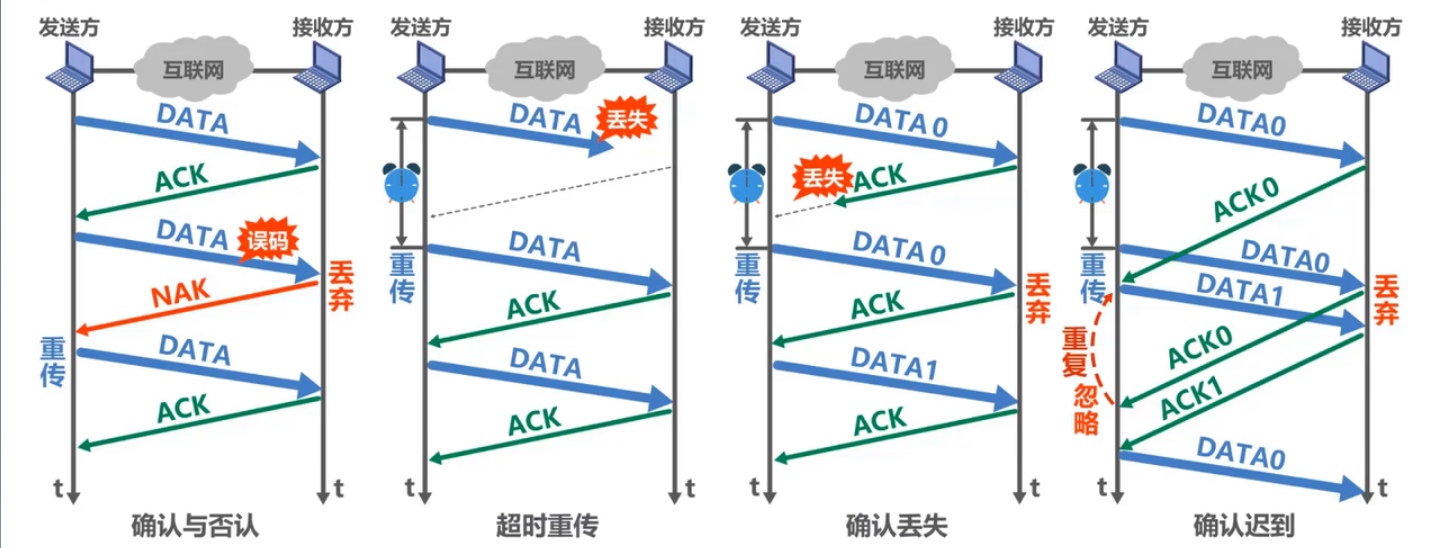 发送方
接收方
互联网
DATA
ACK
DATA
误码
丢弃
NAK
重传
DATA
ACK
t
t
确认与否认
发送方
接收方
互联网
DATA
丢失
重传
DATA
ACK
DATA
ACK
t
t
超时重传
发送方
接收方
互联网
DATA 0
丢失
ACK
重传
DATA 0
丢弃
ACK
DATA1
ACK
t
t
确认丢失
发送方
接收方
互联网
DATA0
ACK0
重传
DATA0
丢弃
DATA1
重复
忽略
ACK0
ACK1
DATA0
t
t
确认迟到